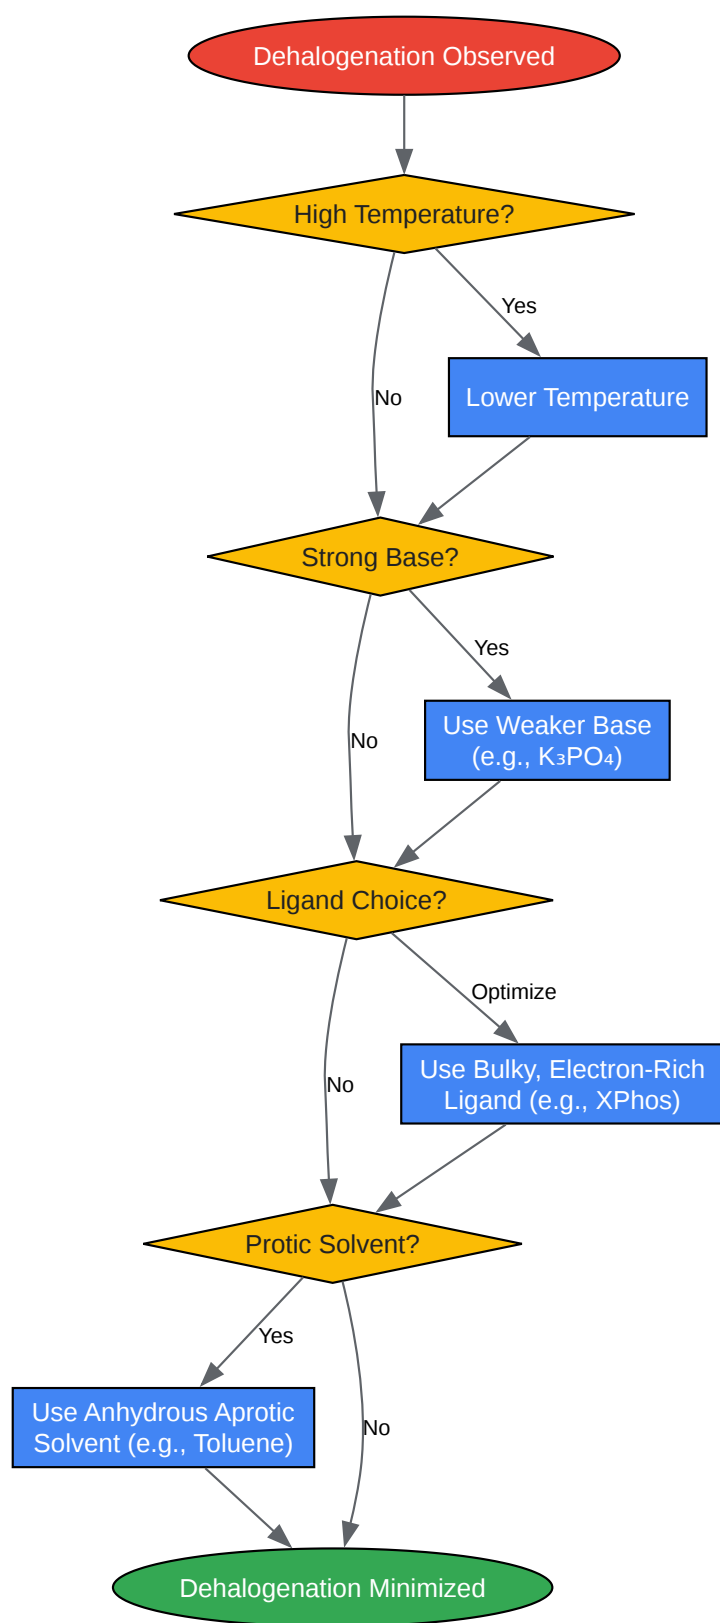 Dehalogenation Observed
High Temperature?
Yes
Lower Temperature
No
Strong Base?
Yes
Use Weaker Base
(e.g., K₃PO₄)
No
Ligand Choice?
Optimize
Use Bulky, Electron-Rich
Ligand (e.g., XPhos)
No
Protic Solvent?
Yes
Use Anhydrous Aprotic
Solvent (e.g., Toluene)
No
Dehalogenation Minimized